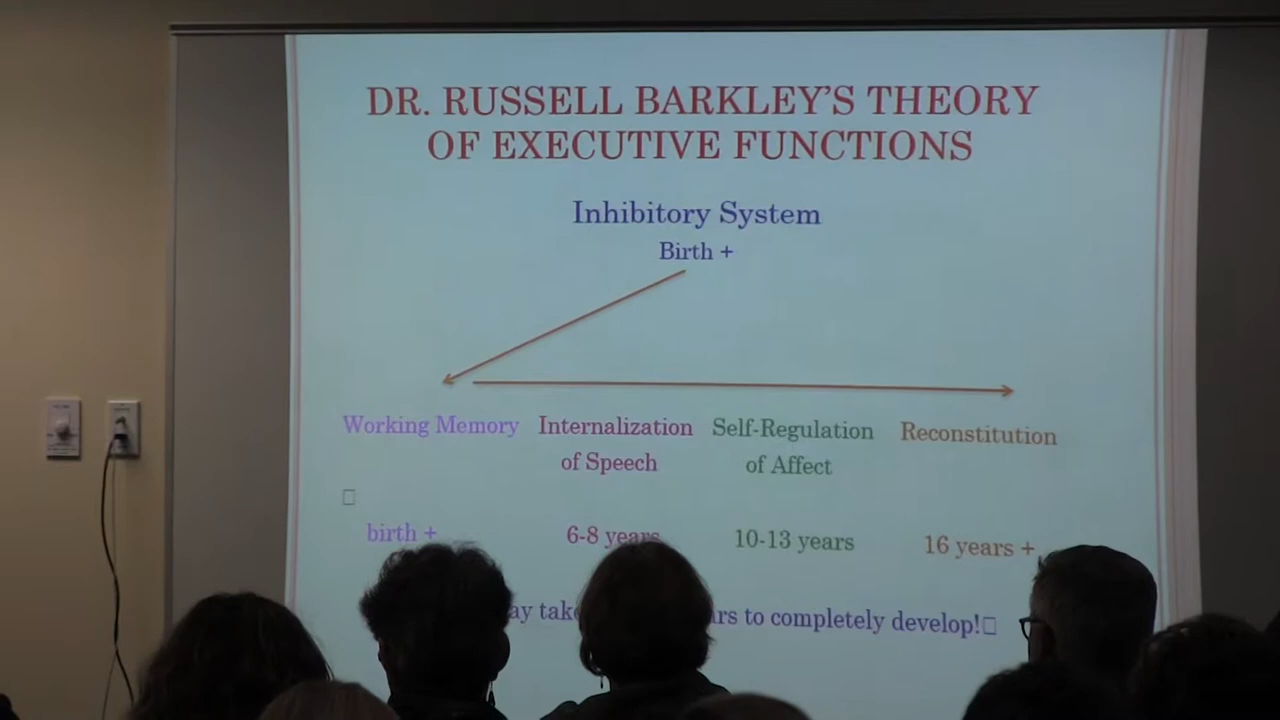 DR. RUSSELL BARKLEY'S THEORY
OF EXECUTIVE FUNCTIONS
Inhibitory System
Birth +
Working Memory
Internalization
of Speech
Self-Regulation
of Affect
Reconstitution
birth +
6-8 years
10-13 years
16 years +
to completely develop!